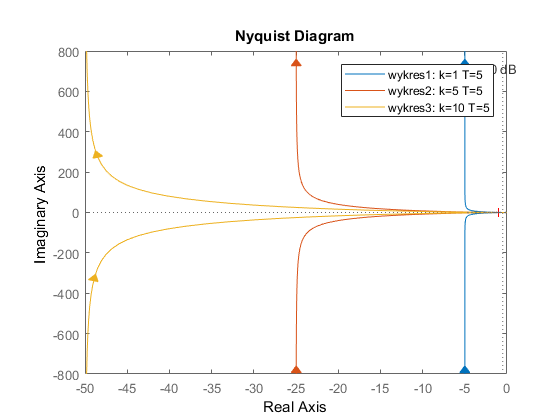 Nyquist Diagram
800
600
400
200
0
-200
-400
-600
-800
Imaginary Axis
0 dB
wykres1: k=1 T=5
wykres2: k=5 T=5
wykres3: k=10 T=5
-50 -45 -40 -35 -30 -25 -20 -15 -10 -5 0
Real Axis